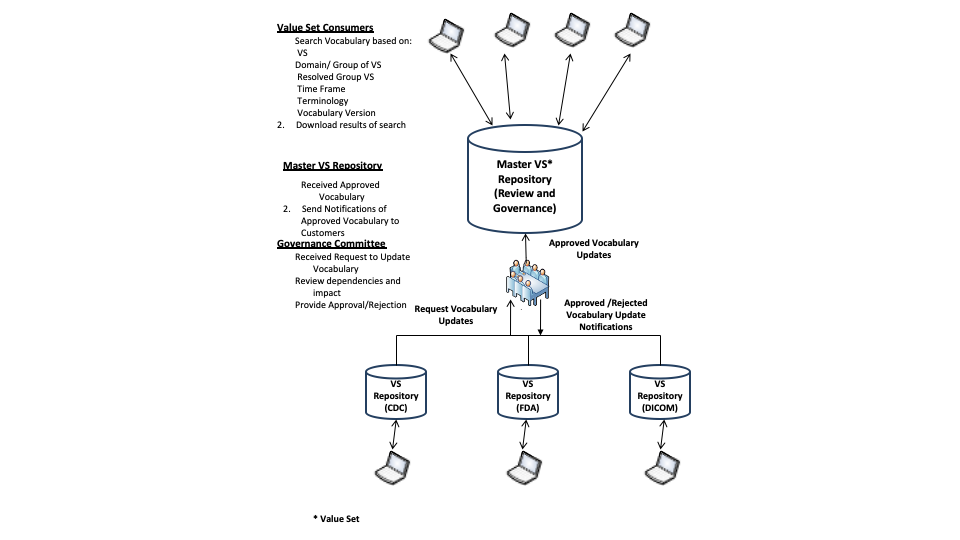 Value Set Consumers
Search Vocabulary based on:
VS
Domain/ Group of VS
Resolved Group VS
Time Frame
Terminology
Vocabulary Version
2. Download results of search
Master VS Repository
Received Approved
Vocabulary
2. Send Notifications of
Approved Vocabulary to
Customers
Governance Committee
Received Request to Update
Vocabulary
Review dependencies and
impact
Provide Approval/Rejection
Master VS*
Repository
(Review and
Governance)
Approved Vocabulary
Updates
Request Vocabulary
Updates
Approved /Rejected
Vocabulary Update
Notifications
VS
Repository
(CDC)
VS
Repository
(FDA)
VS
Repository
(DICOM)
* Value Set